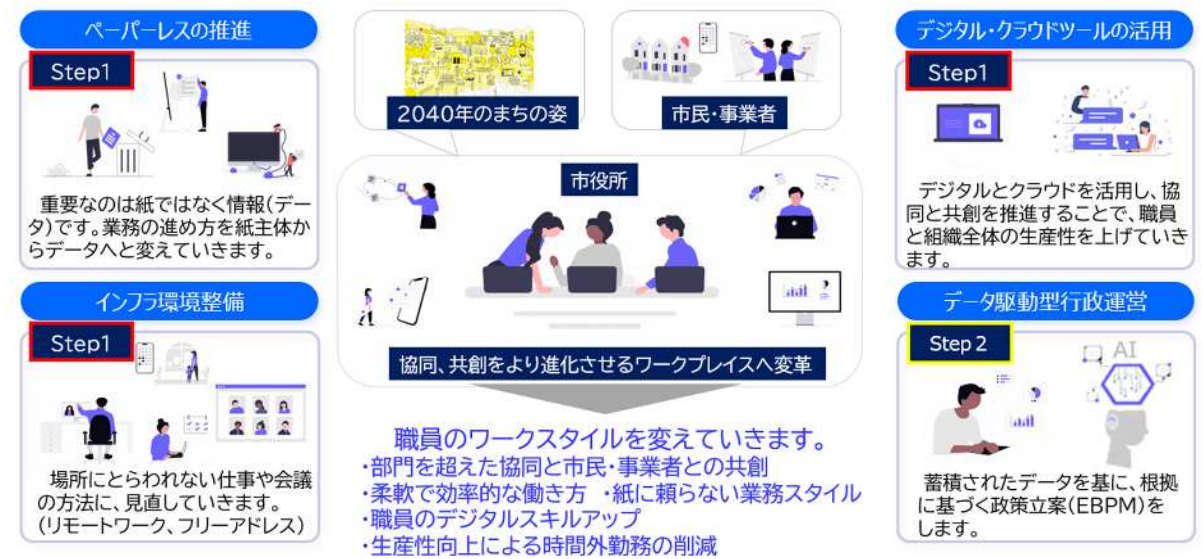 ペーパーレスの推進
Step1
重要なのは紙ではなく情報(デー
タ)です。業務の進め方を紙主体か
らデータへと変えていきます。
インフラ環境整備
Step1
場所にとらわれない仕事や会議
の方法に、見直していきます。
(リモートワーク、フリーアドレス)
2040年のまちの姿
市民・事業者
市役所
協同、共創をより進化させるワークプレイスへ変革
職員のワークスタイルを変えていきます。
・部門を超えた協同と市民・事業者との共創
・柔軟で効率的な働き方 ・紙に頼らない業務スタイル
・職員のデジタルスキルアップ
・生産性向上による時間外勤務の削減
デジタル・クラウドツールの活用
Step1
デジタルとクラウドを活用し、協
同と共創を推進することで、職員
と組織全体の生産性を上げていき
ます。
データ駆動型行政運営
Step 2
AI
蓄積されたデータを基に、根拠
に基づく政策立案(EBPM)を
します。